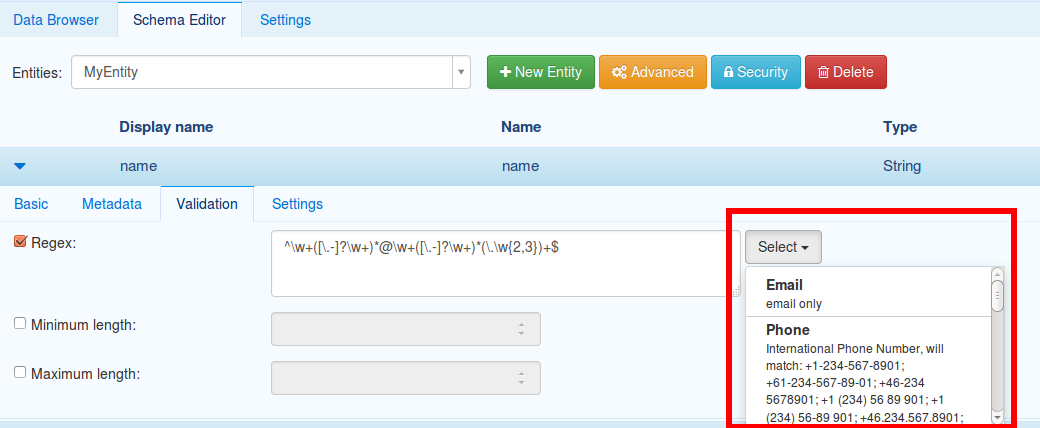 Data Browser Schema Editor Settings
Entities: MyEntity New Entity Advanced Security Delete
Display name Name Type
name name String
Basic Metadata Validation Settings
Regex: ^\w+([\.-]?\w+)*@\w+([\.-]?\w+)*(\.\w{2,3})+$ Select
Email
email only
Minimum length:
Phone
International Phone Number, will
match: +1-234-567-8901;
Maximum length:
+61-234-567-89-01; +46-234
5678901; +1 (234) 56 89 901; +1
(234) 56-89 901; +46.234.567.8901;